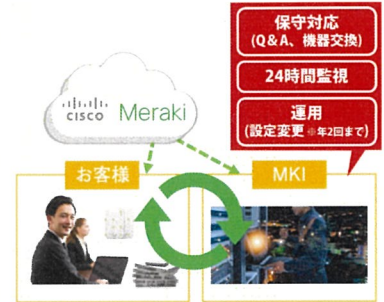 保守対応
(Q&A、機器交換)
24時間監視
運用
(設定変更 ※年2回まで)
CISCO Meraki
お客様
MKI